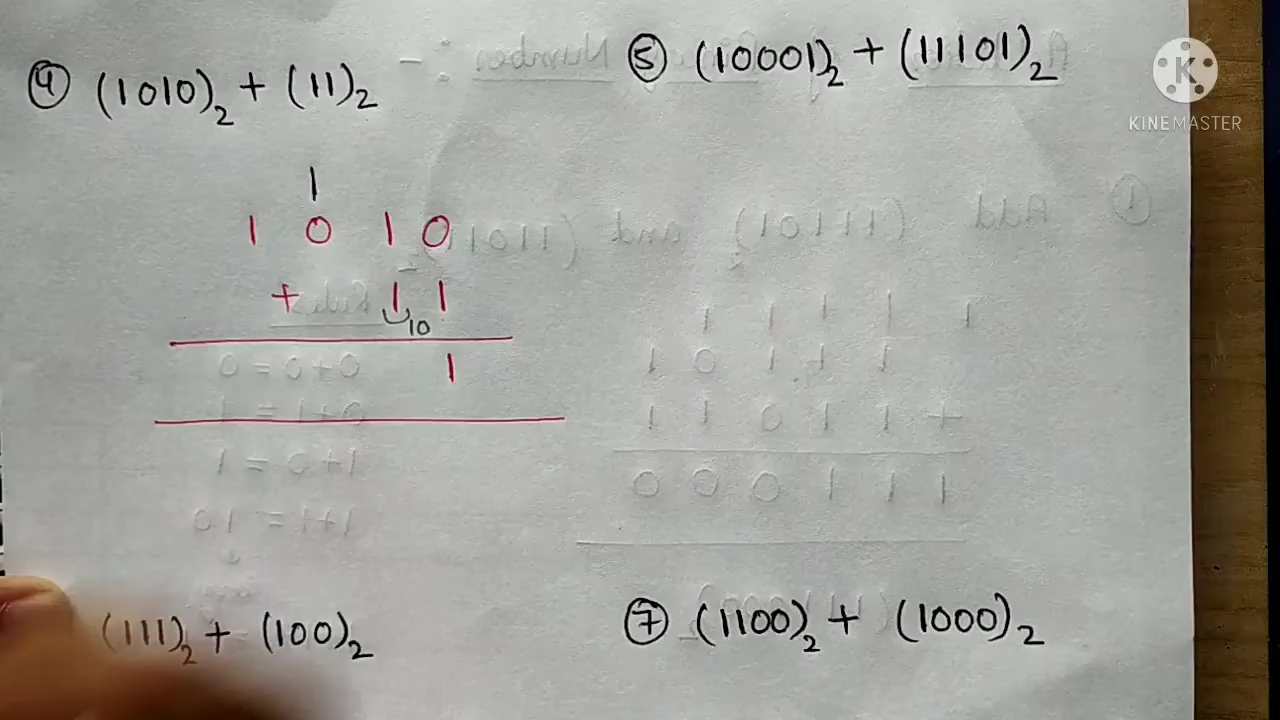 ④ (1010)₂ + (11)₂
1
1 0 1 0
+ 1 1
10
1
⑤ (10001)₂ + (11101)₂
(111)₂ + (100)₂
⑦ (1100)₂ + (1000)₂
K
KINEMASTER